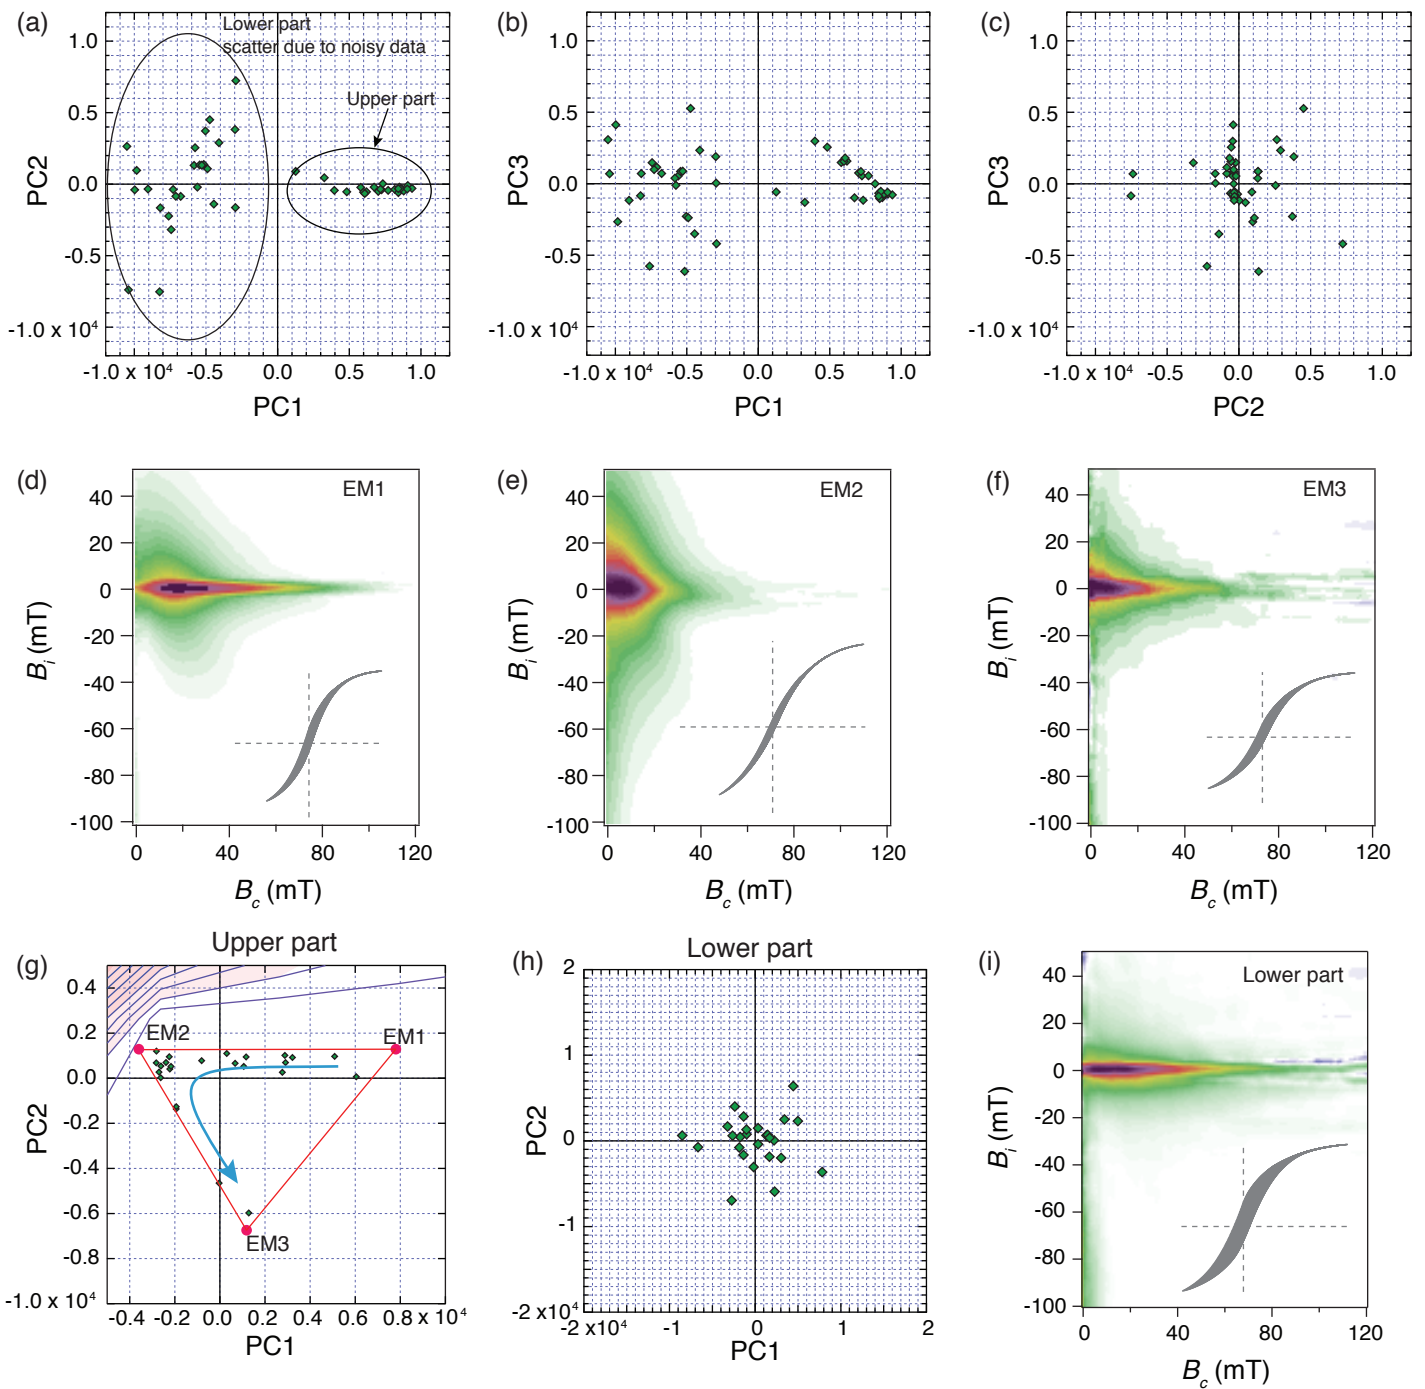 (a)
Lower part
scatter due to noisy data
Upper part
1.0
0.5
0.0
-0.5
-1.0 x 10⁴
PC2
-1.0 x 10⁴
-0.5
0.0
0.5
1.0
PC1
(b)
1.0
0.5
0.0
-0.5
-1.0 x 10⁴
PC3
-1.0 x 10⁴
-0.5
0.0
0.5
1.0
PC1
(c)
1.0
0.5
0.0
-0.5
-1.0 x 10⁴
PC3
-1.0 x 10⁴
-0.5
0.0
0.5
1.0
PC2
(d)
EM1
40
20
0
-20
-40
-60
-80
-100
Bi (mT)
0
40
80
120
Bc (mT)
(e)
EM2
40
20
0
-20
-40
-60
-80
-100
Bi (mT)
0
40
80
120
Bc (mT)
(f)
EM3
40
20
0
-20
-40
-60
-80
-100
Bi (mT)
0
40
80
120
Bc (mT)
Upper part
(g)
0.4
0.2
0.0
-0.2
-0.4
-0.6
-0.8
-1.0 x 10⁴
PC2
EM2
EM1
EM3
-0.4
-0.2
0.0
0.2
0.4
0.6
0.8 x 10⁴
PC1
Lower part
(h)
2
1
0
-1
-2 x10⁴
PC2
-2 x10⁴
-1
0
1
2
PC1
(i)
Lower part
40
20
0
-20
-40
-60
-80
-100
Bi (mT)
0
40
80
120
Bc (mT)